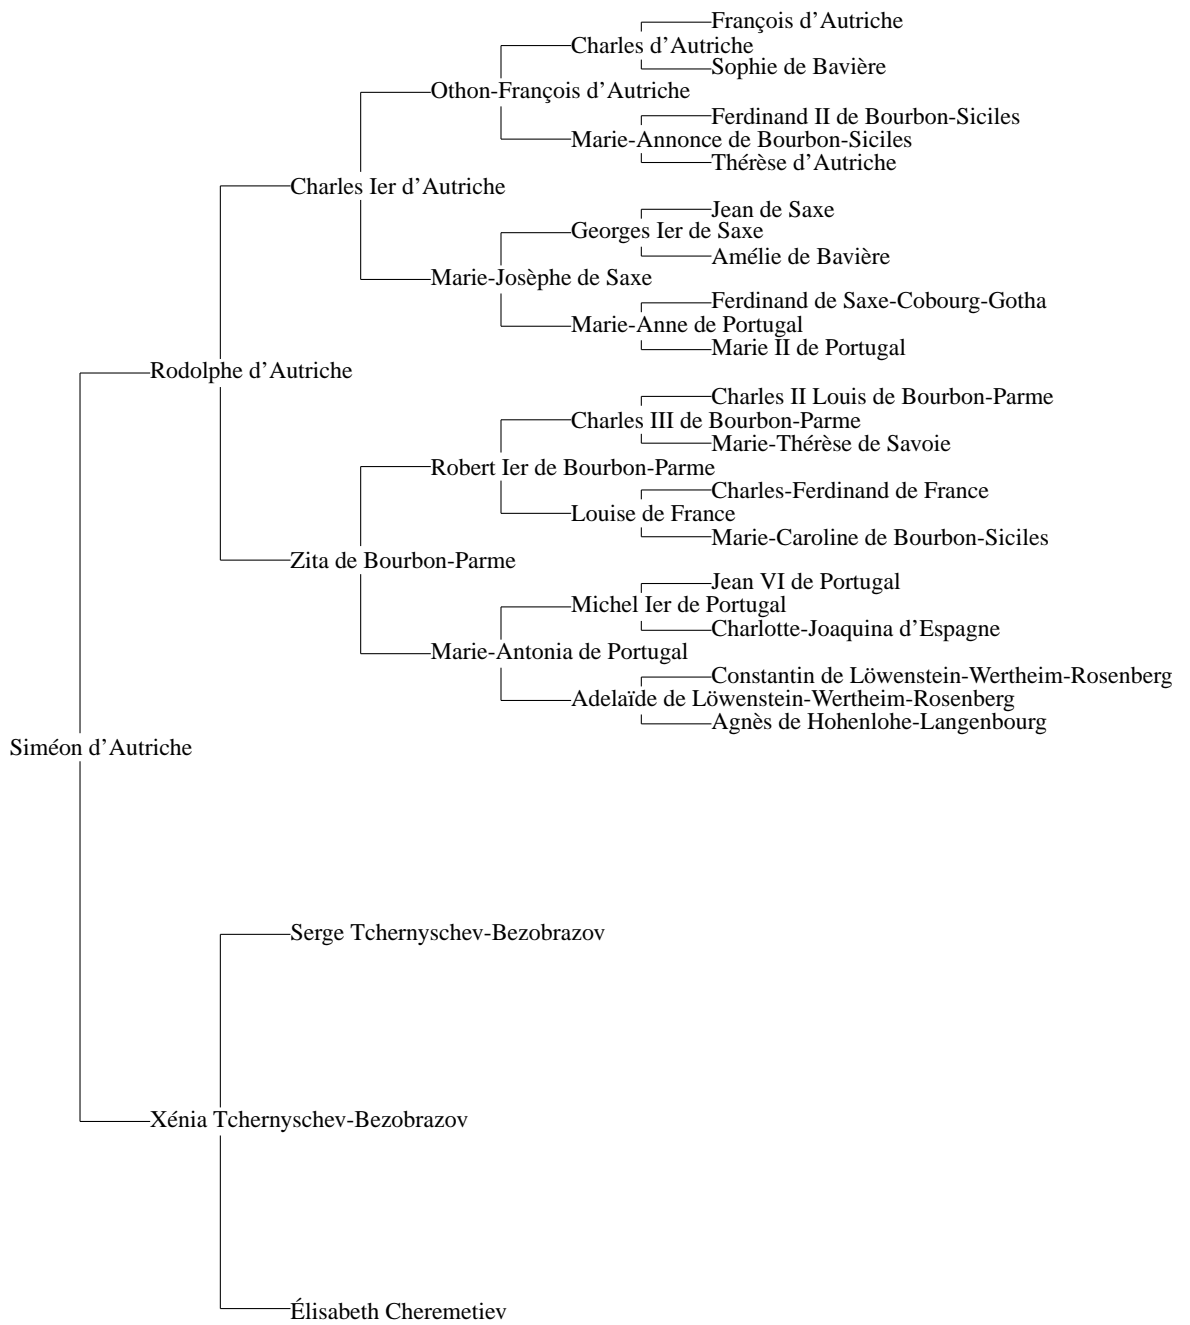 François d’Autriche
Charles d’Autriche
Sophie de Bavière
Othon-François d’Autriche
Ferdinand II de Bourbon-Siciles
Marie-Annonce de Bourbon-Siciles
Thérèse d’Autriche
Charles Ier d’Autriche
Jean de Saxe
Georges Ier de Saxe
Amélie de Bavière
Marie-Josèphe de Saxe
Ferdinand de Saxe-Cobourg-Gotha
Marie-Anne de Portugal
Marie II de Portugal
Rodolphe d’Autriche
Charles II Louis de Bourbon-Parme
Charles III de Bourbon-Parme
Marie-Thérèse de Savoie
Robert Ier de Bourbon-Parme
Charles-Ferdinand de France
Louise de France
Marie-Caroline de Bourbon-Siciles
Zita de Bourbon-Parme
Jean VI de Portugal
Michel Ier de Portugal
Charlotte-Joaquina d’Espagne
Marie-Antonia de Portugal
Constantin de Löwenstein-Wertheim-Rosenberg
Adelaïde de Löwenstein-Wertheim-Rosenberg
Agnès de Hohenlohe-Langenbourg
Siméon d’Autriche
Serge Tchernyschev-Bezobrazov
Xénia Tchernyschev-Bezobrazov
Élisabeth Cheremetiev